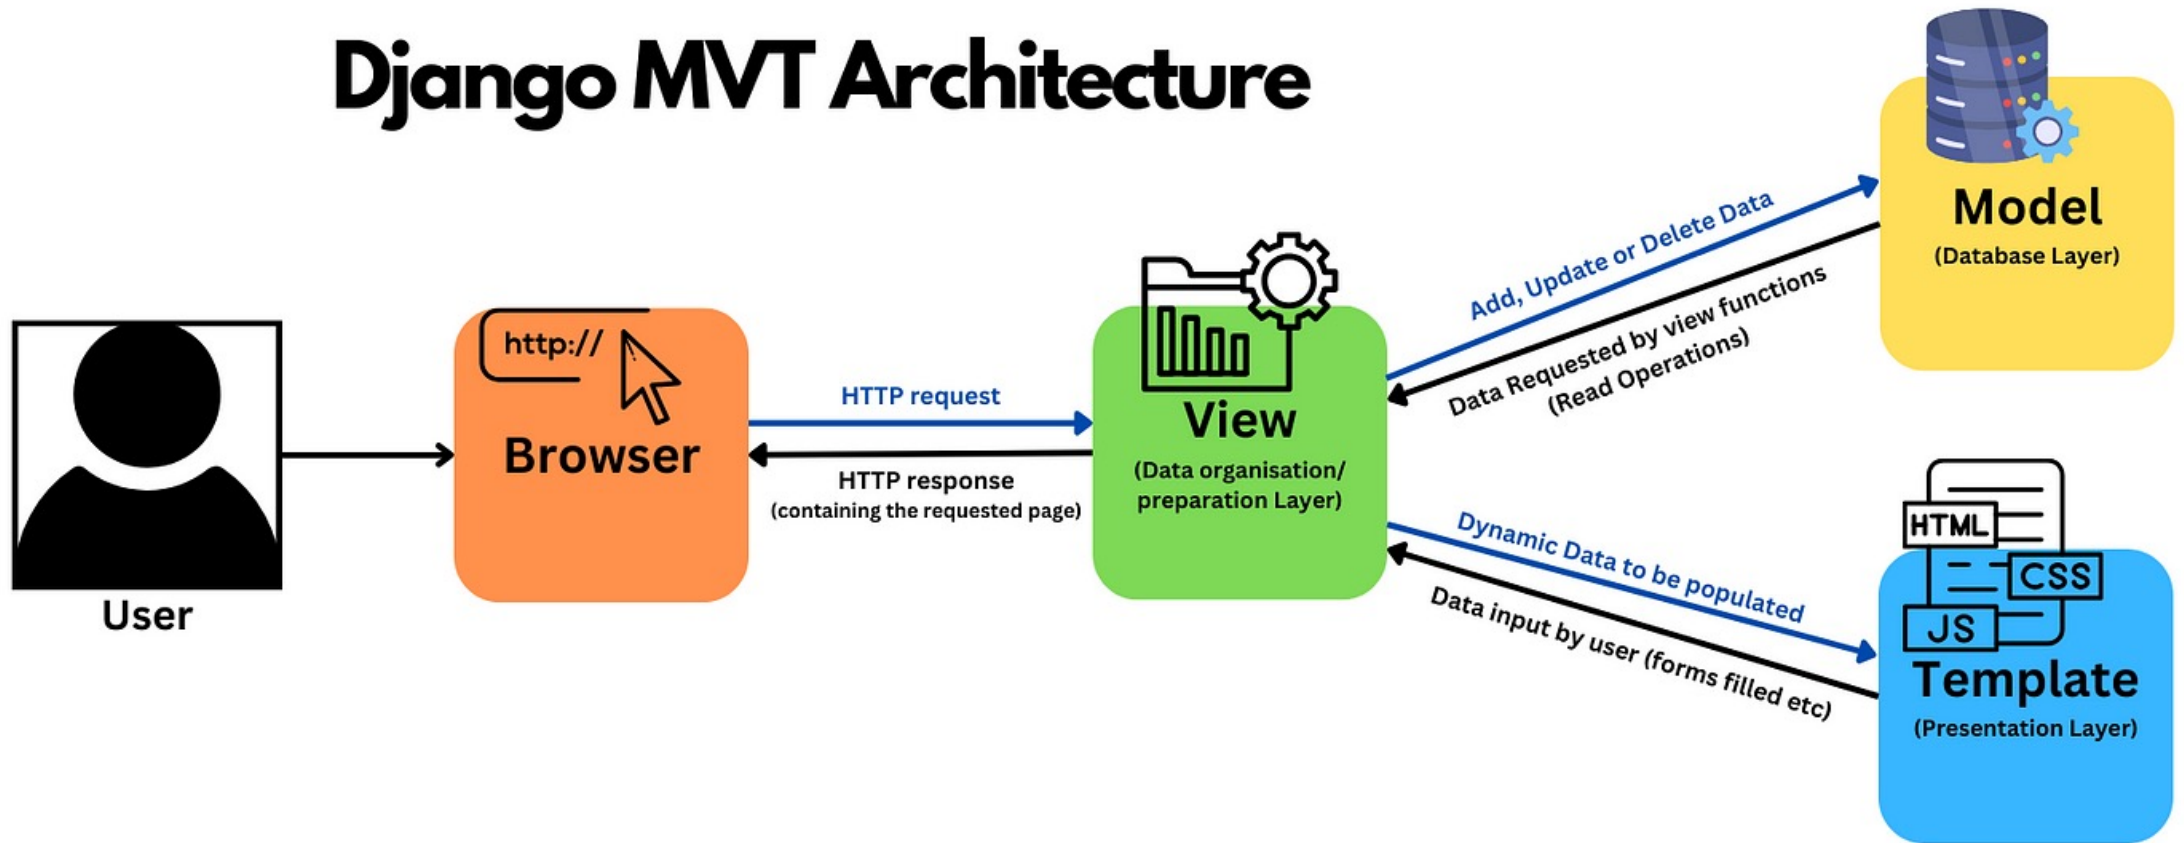 Django MVT Architecture
User
http://
Browser
HTTP request
HTTP response
(containing the requested page)
View
(Data organisation/
preparation Layer)
Add, Update or Delete Data
Data Requested by view functions
(Read Operations)
Model
(Database Layer)
Dynamic Data to be populated
Data input by user (forms filled etc)
HTML
CSS
JS
Template
(Presentation Layer)